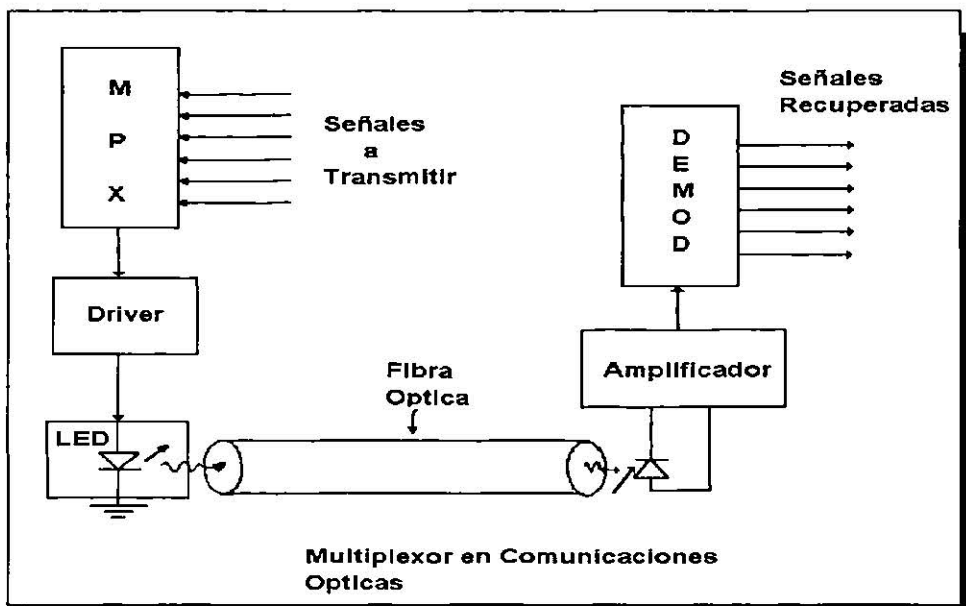 M
P
X
Señales
a
Transmitir
Driver
LED
Fibra
Optica
Señales
Recuperadas
D
E
M
O
D
Amplificador
Multiplexor en Comunicaciones
Opticas